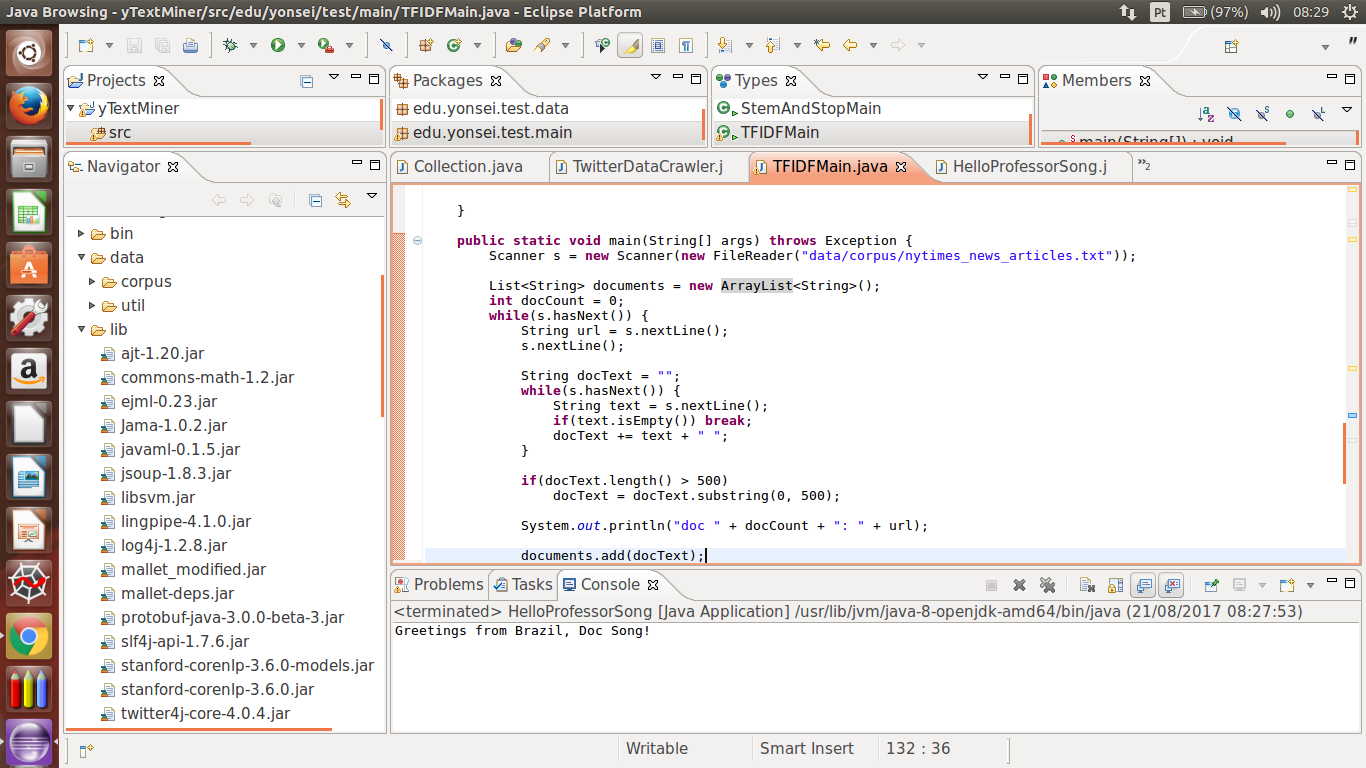 Java Browsing - yTextMiner/src/edu/yonsei/test/main/TFIDFMain.java - Eclipse Platform
Pt
(97%)
08:29
Projects
Packages
Types
Members
yTextMiner
src
edu.yonsei.test.data
edu.yonsei.test.main
StemAndStopMain
TFIDFMain
main(String[]) : void
Navigator
bin
data
corpus
util
lib
ajt-1.20.jar
commons-math-1.2.jar
ejml-0.23.jar
Jama-1.0.2.jar
javaml-0.1.5.jar
jsoup-1.8.3.jar
libsvm.jar
lingpipe-4.1.0.jar
log4j-1.2.8.jar
mallet_modified.jar
mallet-deps.jar
protobuf-java-3.0.0-beta-3.jar
slf4j-api-1.7.6.jar
stanford-corenlp-3.6.0-models.jar
stanford-corenlp-3.6.0.jar
twitter4j-core-4.0.4.jar
Collection.java
TwitterDataCrawler.j
TFIDFMain.java
HelloProfessorSong.j
»2
}
public static void main(String[] args) throws Exception {
Scanner s = new Scanner(new FileReader("data/corpus/nytimes_news_articles.txt"));
List<String> documents = new ArrayList<String>();
int docCount = 0;
while(s.hasNext()) {
String url = s.nextLine();
s.nextLine();
String docText = "";
while(s.hasNext()) {
String text = s.nextLine();
if(text.isEmpty()) break;
docText += text + " ";
}
if(docText.length() > 500)
docText = docText.substring(0, 500);
System.out.println("doc " + docCount + ": " + url);
documents.add(docText);
Problems
Tasks
Console
<terminated> HelloProfessorSong [Java Application] /usr/lib/jvm/java-8-openjdk-amd64/bin/java (21/08/2017 08:27:53)
Greetings from Brazil, Doc Song!
Writable
Smart Insert
132 : 36